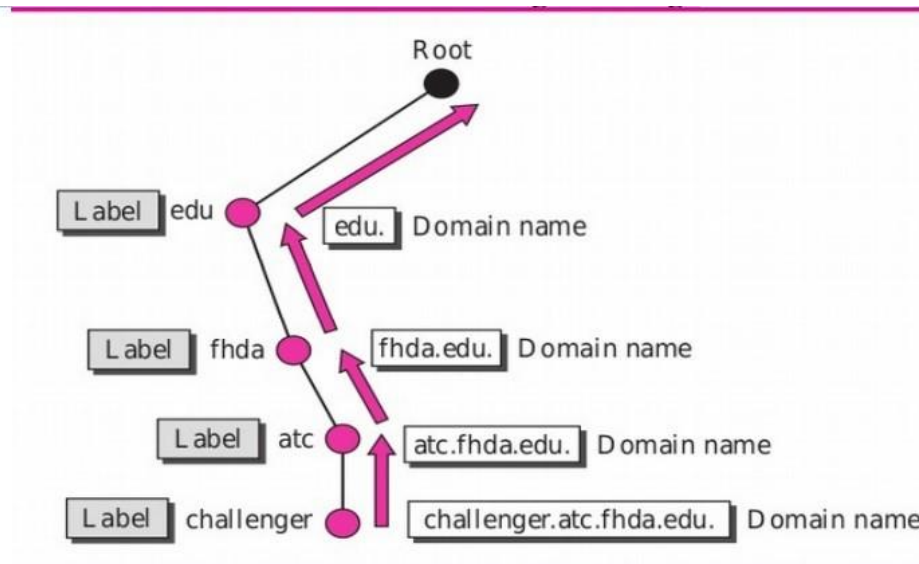 Root
Label edu edu. Domain name
Label fhda fhda.edu. Domain name
Label atc atc.fhda.edu. Domain name
Label challenger challenger.atc.fhda.edu. Domain name